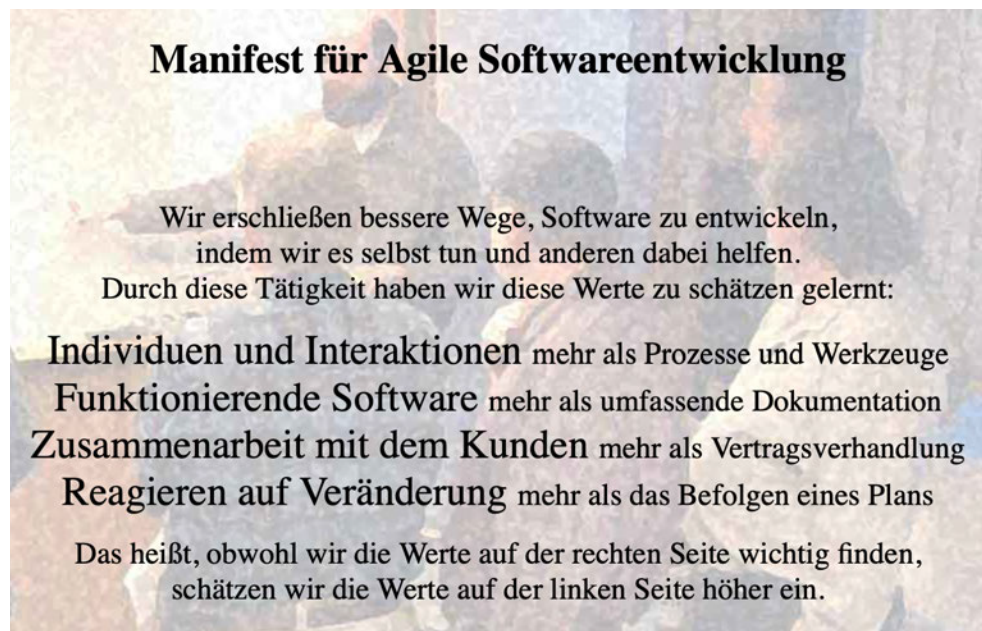 Manifest für Agile Softwareentwicklung
Wir erschließen bessere Wege, Software zu entwickeln,
indem wir es selbst tun und anderen dabei helfen.
Durch diese Tätigkeit haben wir diese Werte zu schätzen gelernt:
Individuen und Interaktionen mehr als Prozesse und Werkzeuge
Funktionierende Software mehr als umfassende Dokumentation
Zusammenarbeit mit dem Kunden mehr als Vertragsverhandlung
Reagieren auf Veränderung mehr als das Befolgen eines Plans
Das heißt, obwohl wir die Werte auf der rechten Seite wichtig finden,
schätzen wir die Werte auf der linken Seite höher ein.